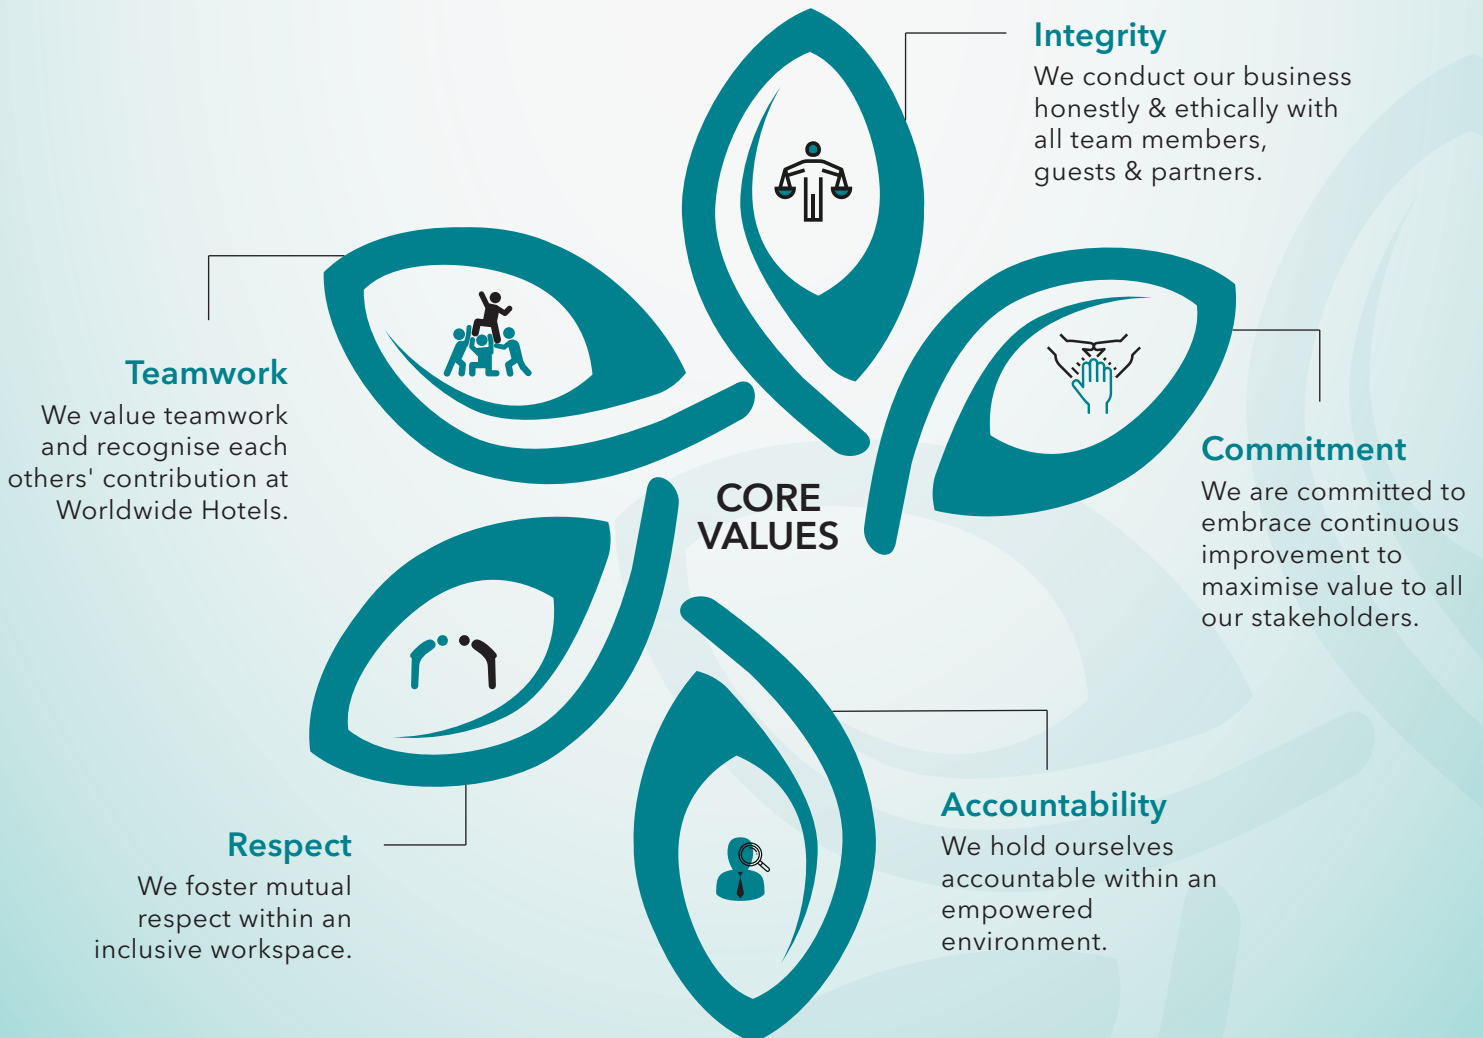 Integrity
We conduct our business
honestly & ethically with
all team members,
guests & partners.
Teamwork
We value teamwork
and recognise each
others' contribution at
Worldwide Hotels.
CORE
VALUES
Commitment
We are committed to
embrace continuous
improvement to
maximise value to all
our stakeholders.
Respect
We foster mutual
respect within an
inclusive workspace.
Accountability
We hold ourselves
accountable within an
empowered
environment.